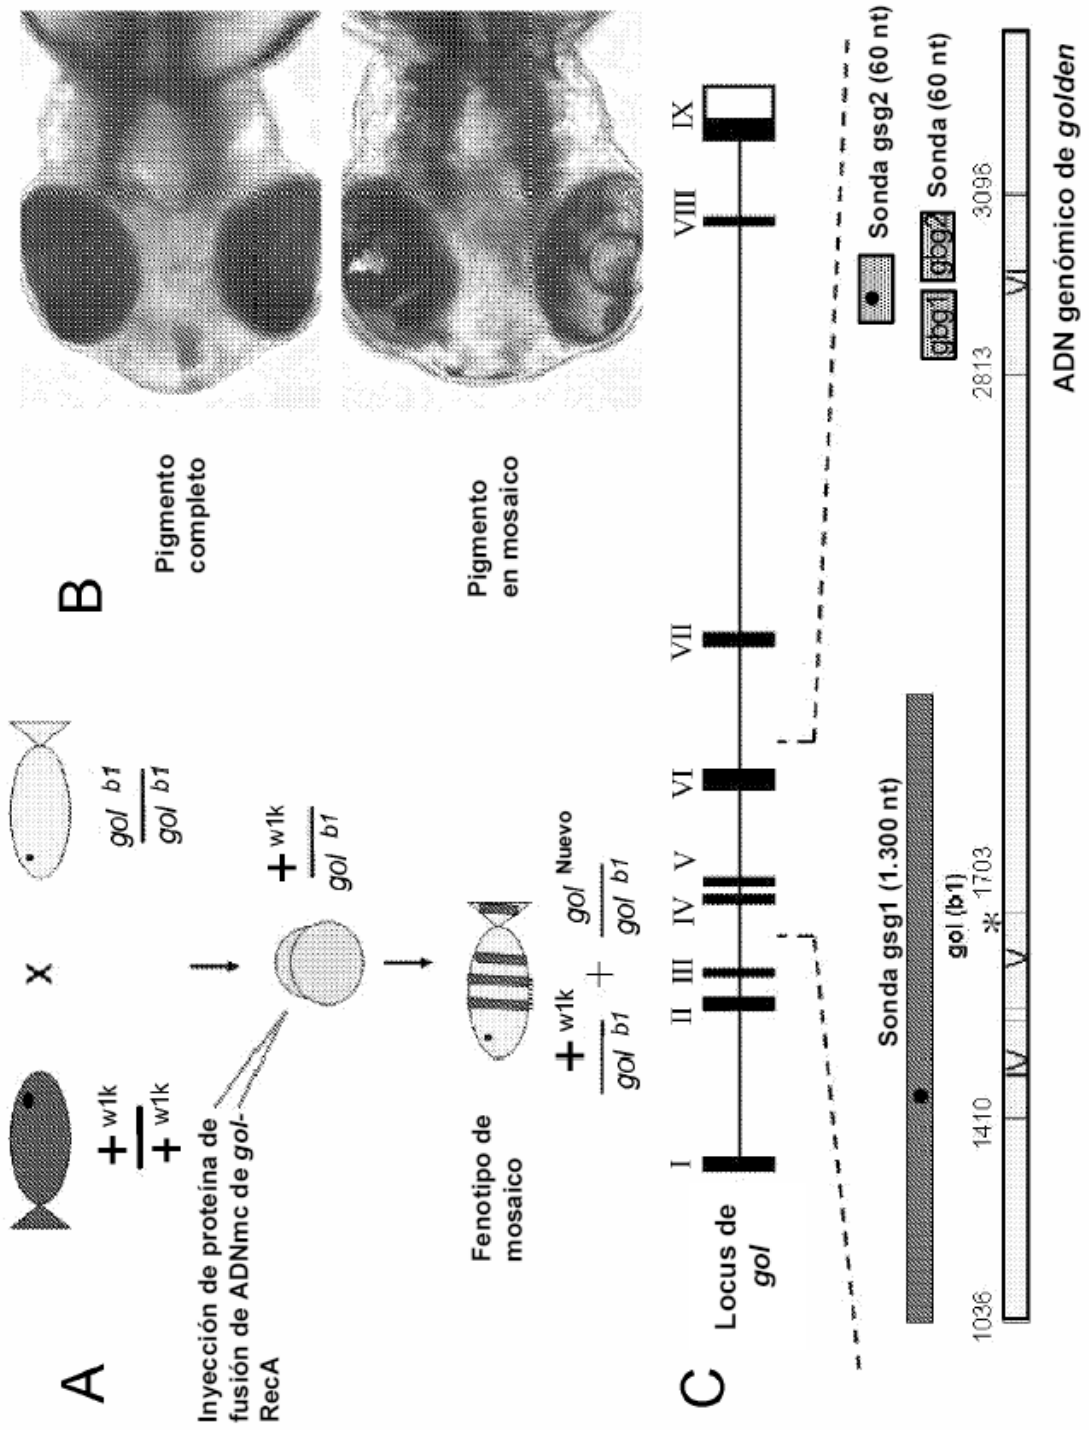 A
+ w1k
+ w1k
X
gol b1
gol b1
Inyección de proteína de
fusión de ADNmc de gol-
RecA
+ w1k
gol b1
Fenotipo de
mosaico
+ w1k
gol b1
+
gol Nuevo
gol b1
B
Pigmento
completo
Pigmento
en mosaico
C
Locus de
gol
I
II
III
IV
V
VI
VII
VIII
IX
Sonda gsg1 (1.300 nt)
Sonda gsg2 (60 nt)
gbg1
gbg2
Sonda (60 nt)
gol (b1)
*
1036
1410
1703
2813
3096
ADN genómico de golden